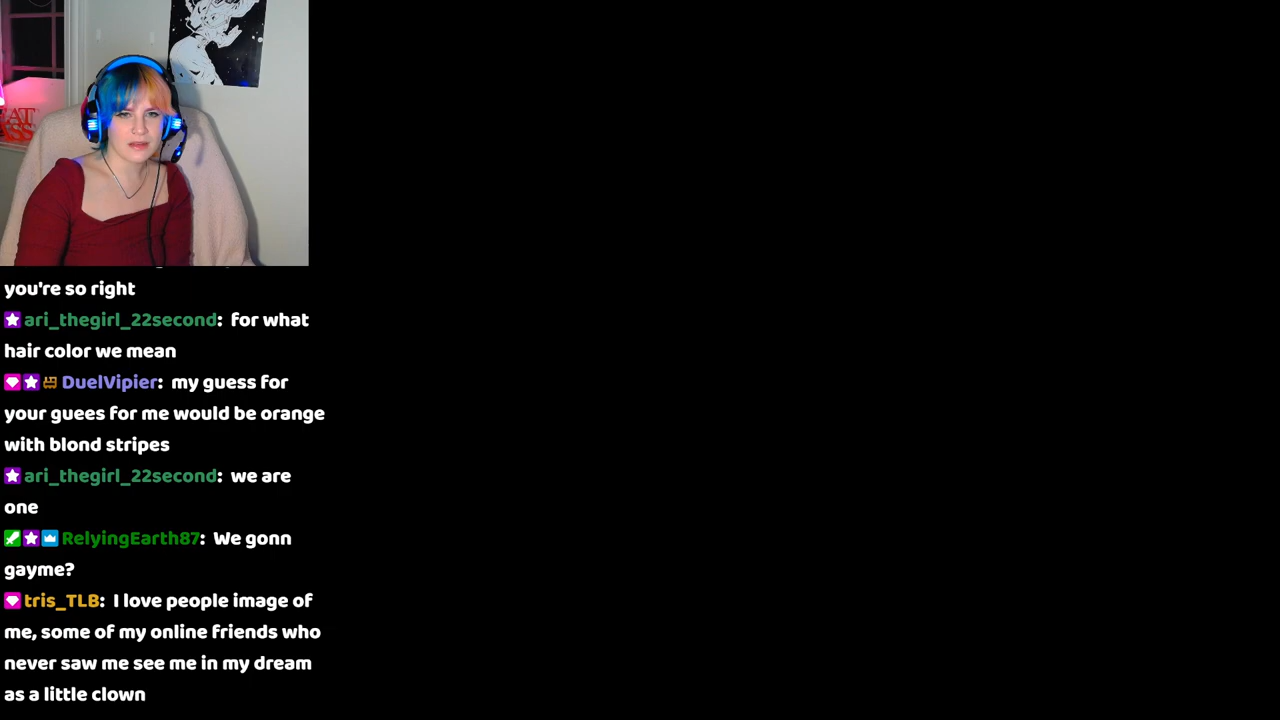 HAT
you're so right
ari_thegirl_22second: for what
hair color we mean
DuelVipier: my guess for
your guees for me would be orange
with blond stripes
ari_thegirl_22second: we are
one
RelyingEarth87: We gonn
gayme?
tris_TLB: I love people image of
me, some of my online friends who
never saw me see me in my dream
as a little clown